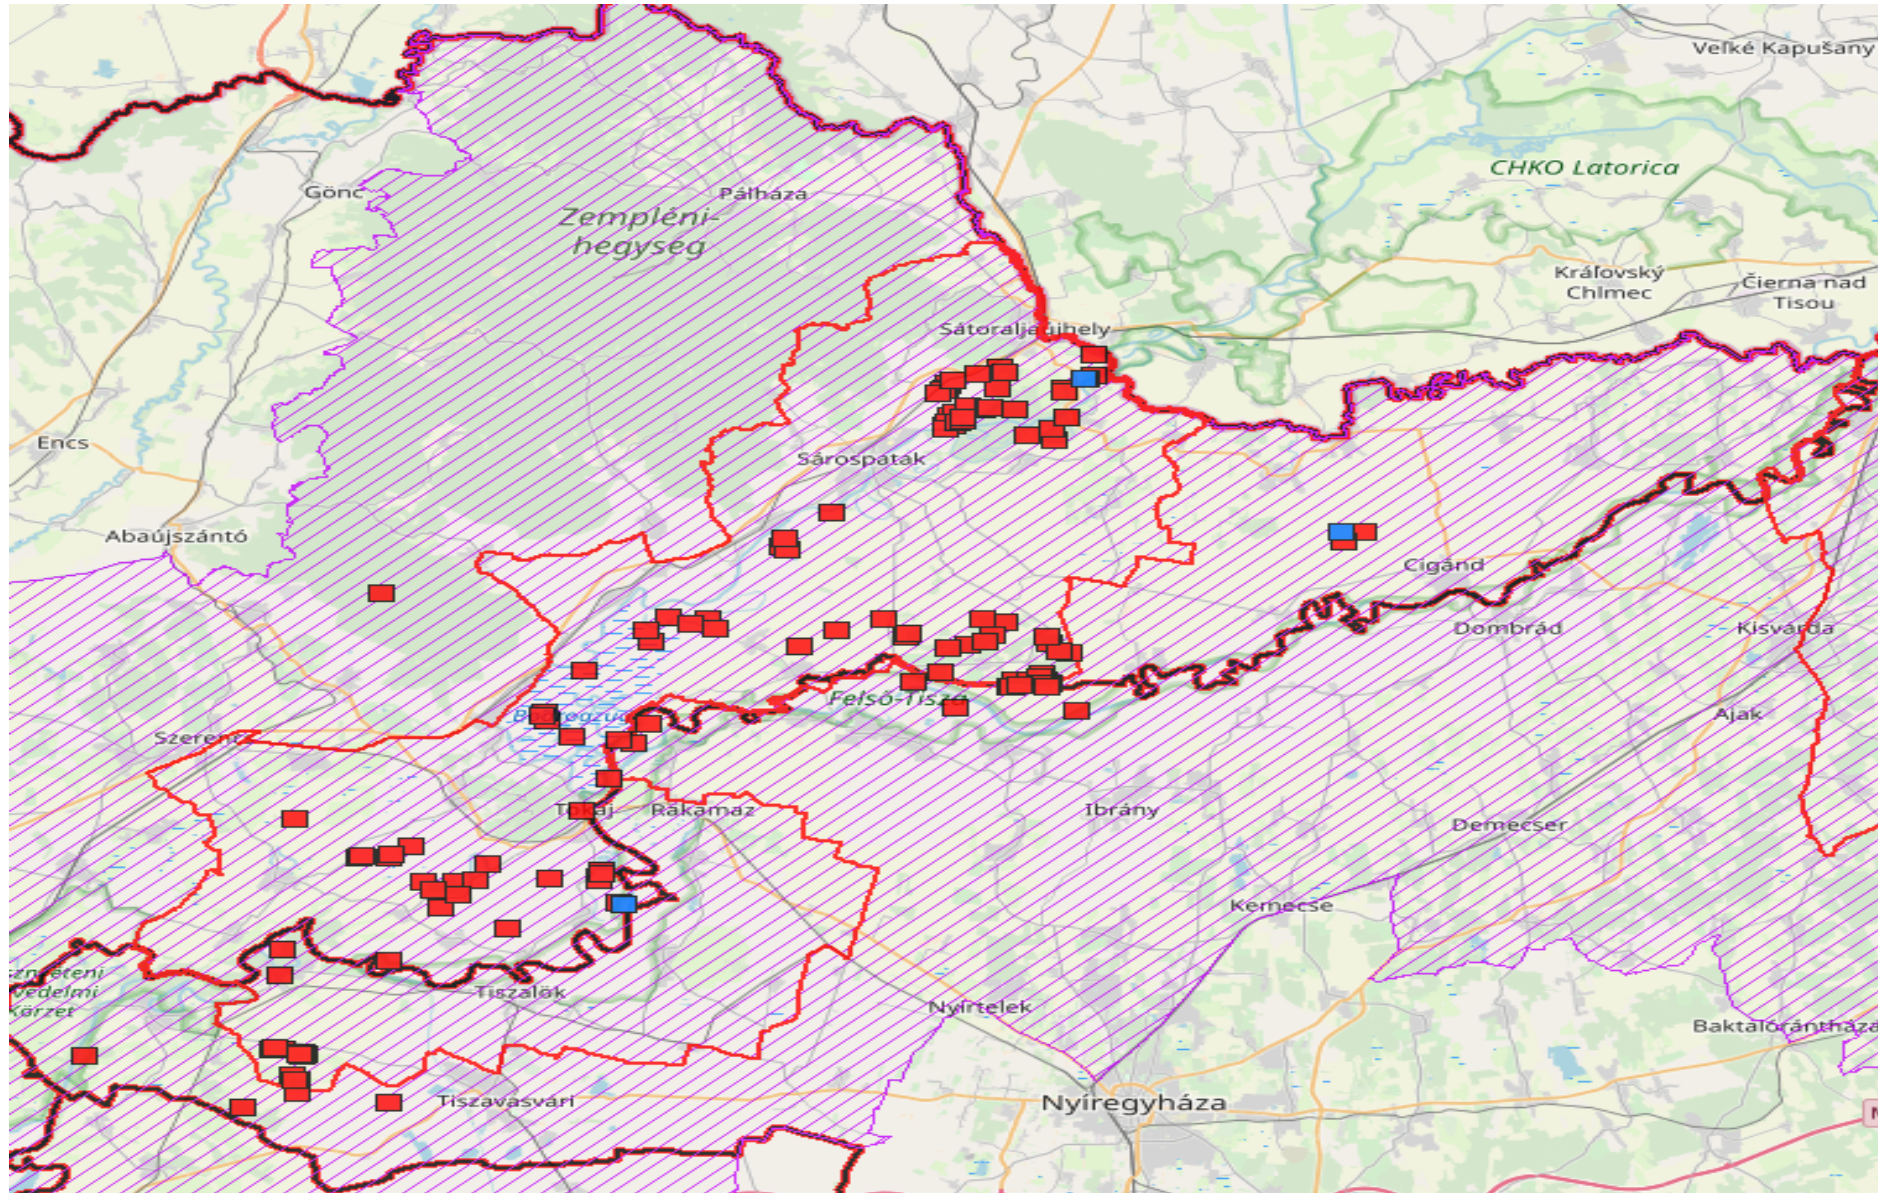 Veľké Kapušany
CHKO Latorica
Gönc
Pálháza
Zempléni-
hegység
Kráľovský
Chlmec
Čierna nad
Tisou
Sátoraljaújhely
Encs
Sárospatak
Abaújszántó
Cigánd
Dombrád
Kisvárda
Felső-Tisza
Bodrogzug
Ajak
Szerencs
Tokaj
Rakamaz
Ibrány
Demecser
Kemecse
Tiszalök
Nyírtelek
Baktalórántháza
Tiszavasvári
Nyíregyháza
M